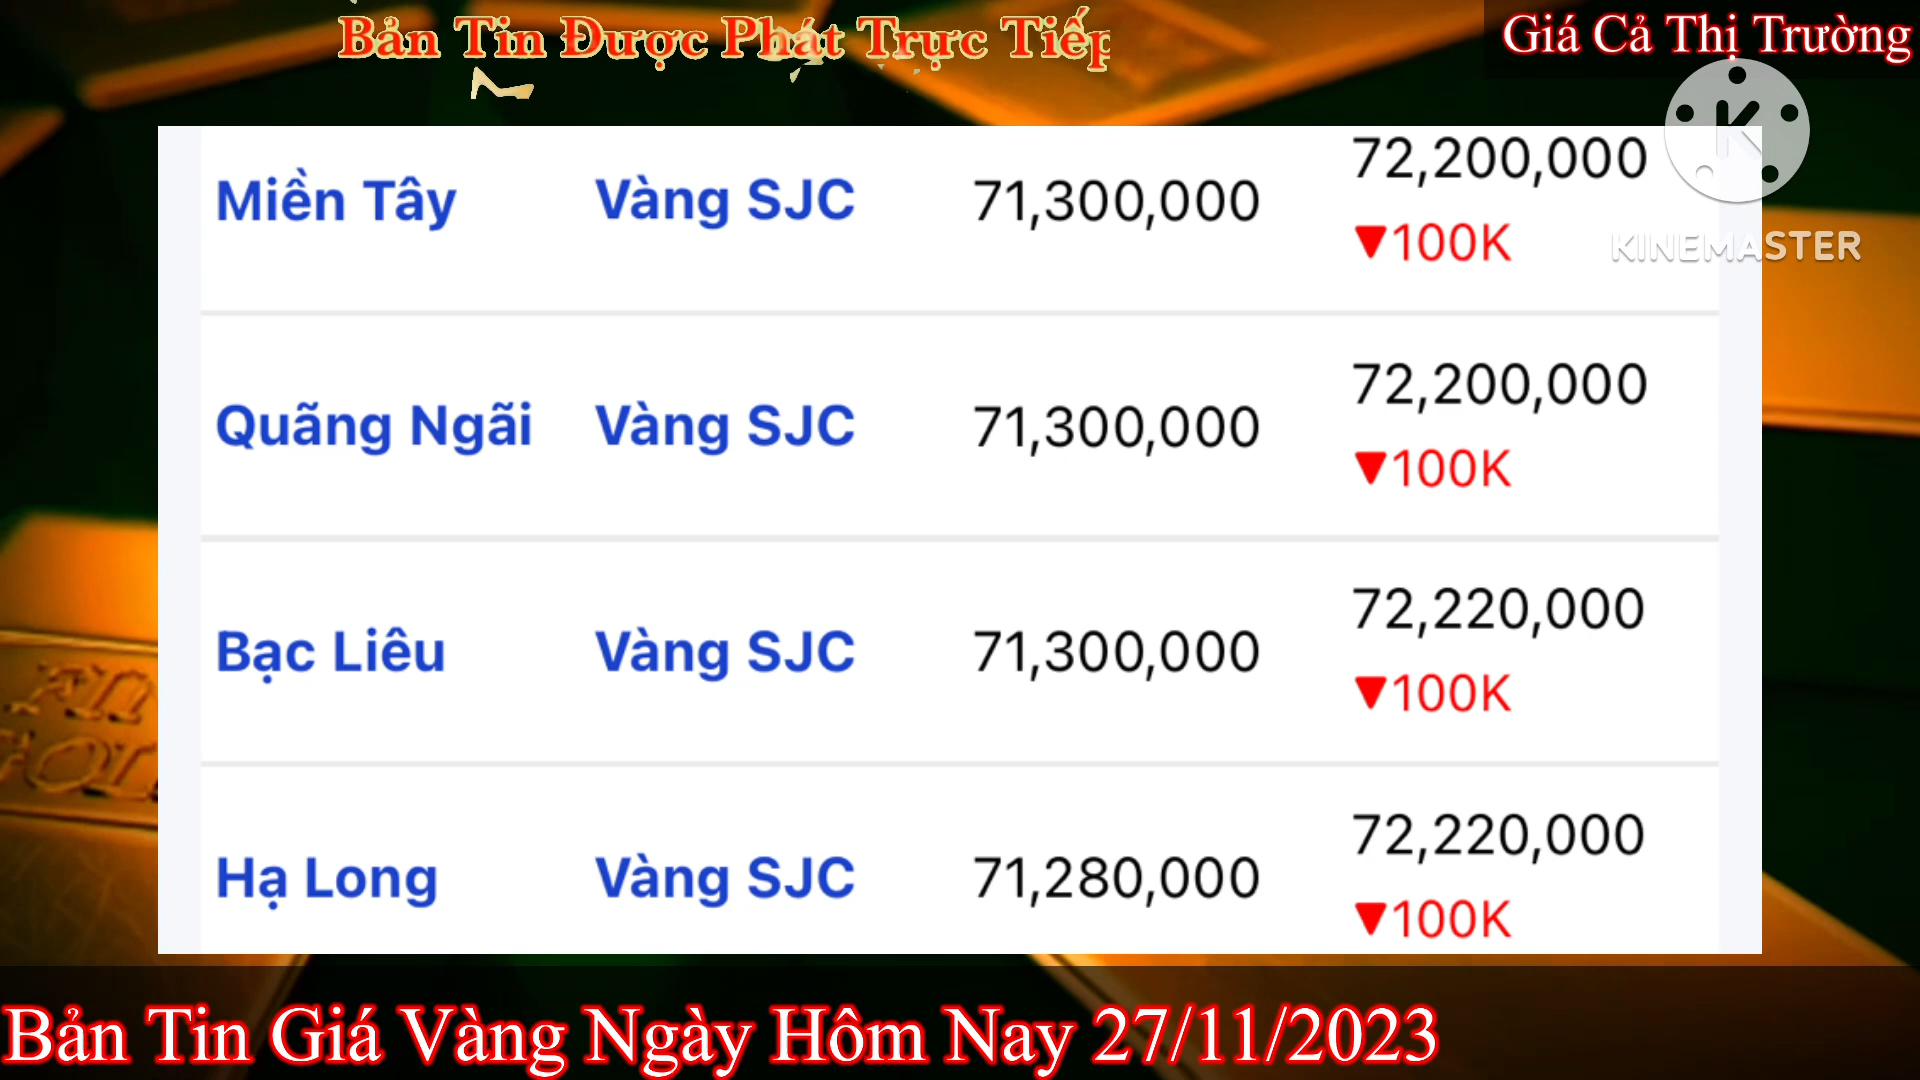 Bản Tin Được Phát Trực Tiếp
Giá Cả Thị Trường
K
KINEMASTER
Miền Tây Vàng SJC 71,300,000 72,200,000
▼100K
Quãng Ngãi Vàng SJC 71,300,000 72,200,000
▼100K
Bạc Liêu Vàng SJC 71,300,000 72,220,000
▼100K
Hạ Long Vàng SJC 71,280,000 72,220,000
▼100K
Bản Tin Giá Vàng Ngày Hôm Nay 27/11/2023